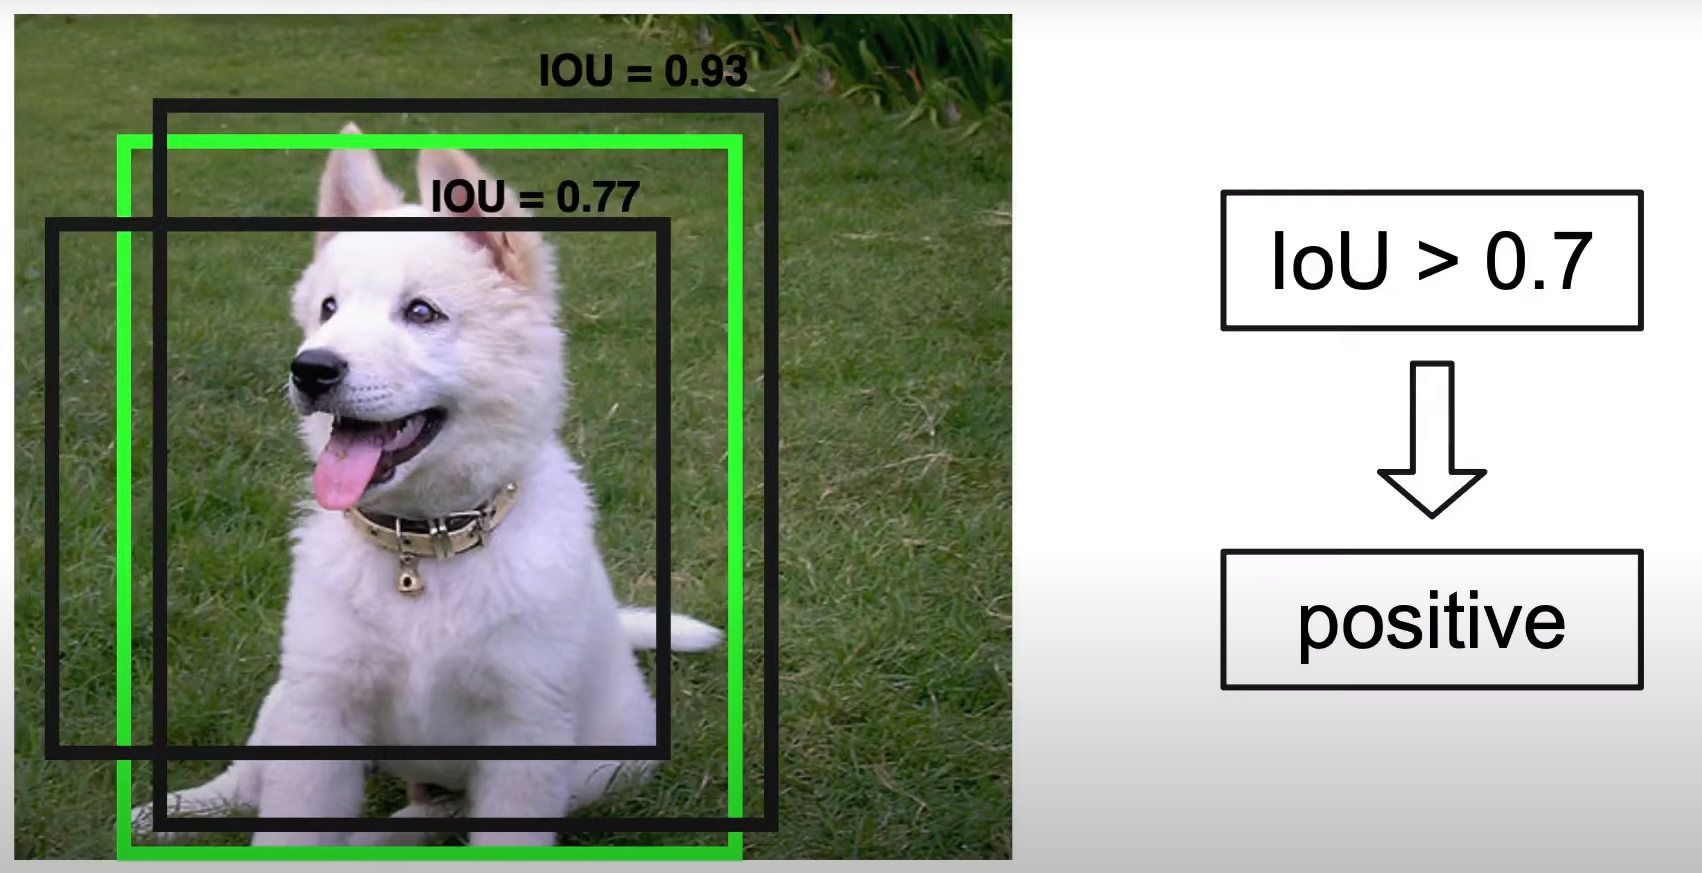 IOU = 0.93
IOU = 0.77
IoU > 0.7
positive